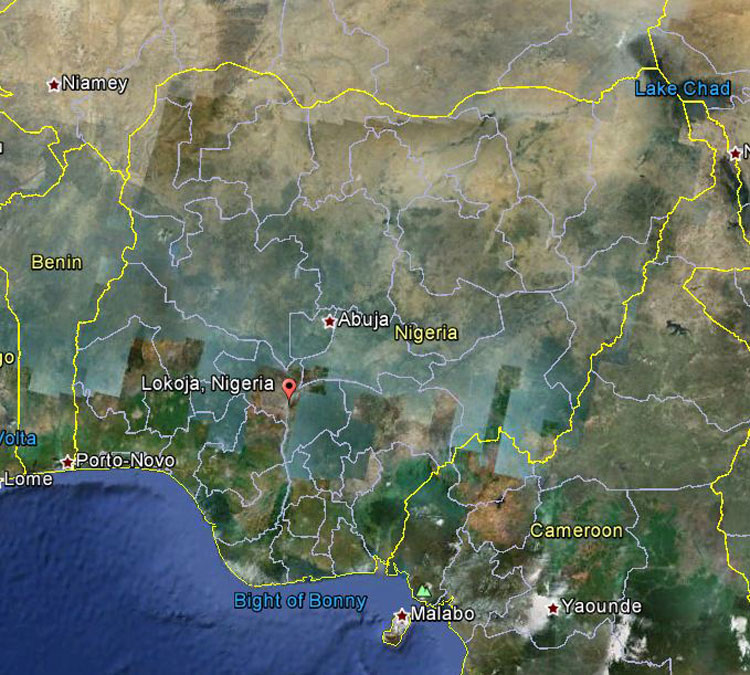 Niamey
Lake Chad
N
Benin
Abuja
Nigeria
go
Lokoja, Nigeria
Volta
Porto-Novo
Lome
Cameroon
Bight of Bonny
Malabo
Yaounde